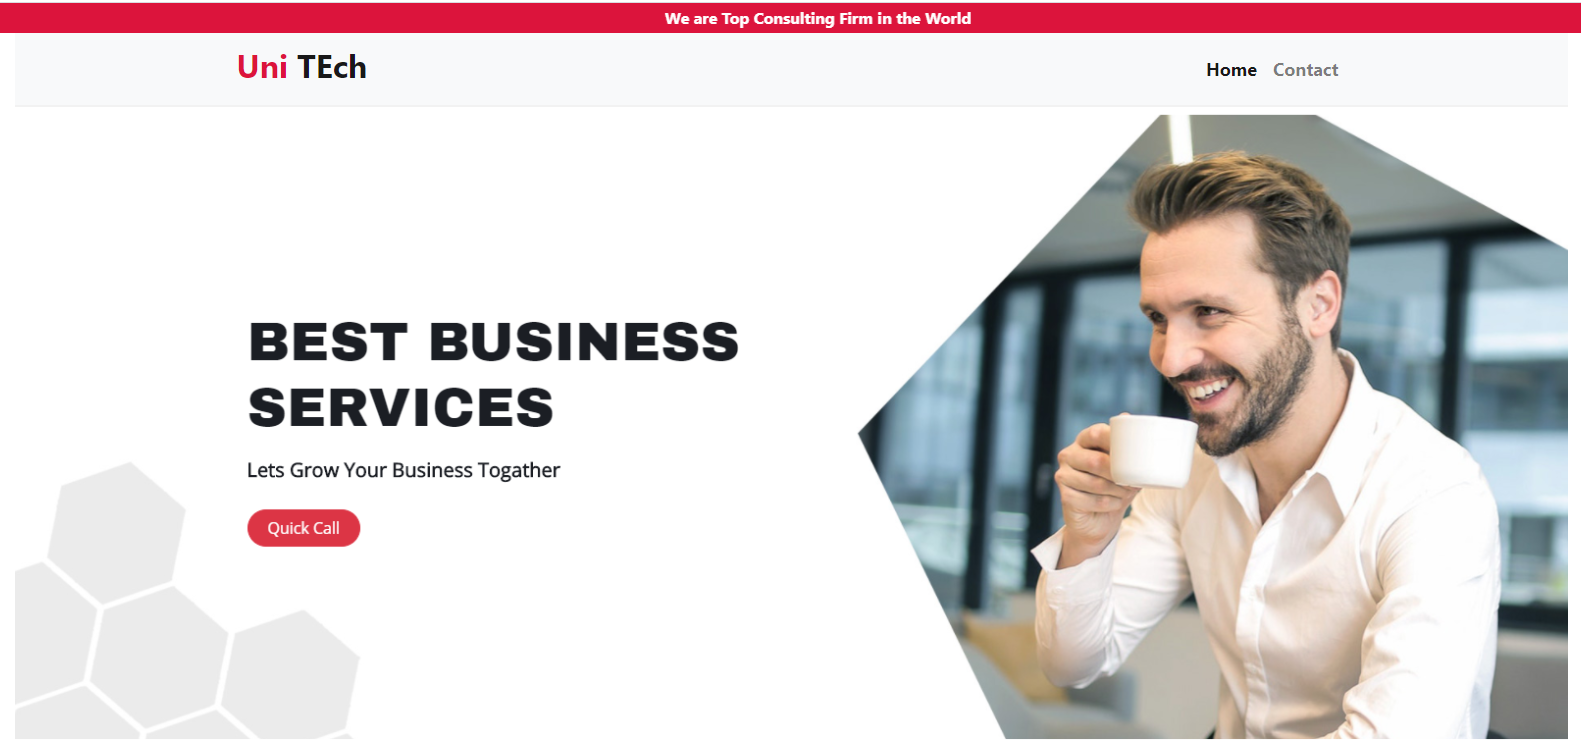 We are Top Consulting Firm in the World
Uni TEch
Home Contact
BEST BUSINESS
SERVICES
Lets Grow Your Business Togather
Quick Call